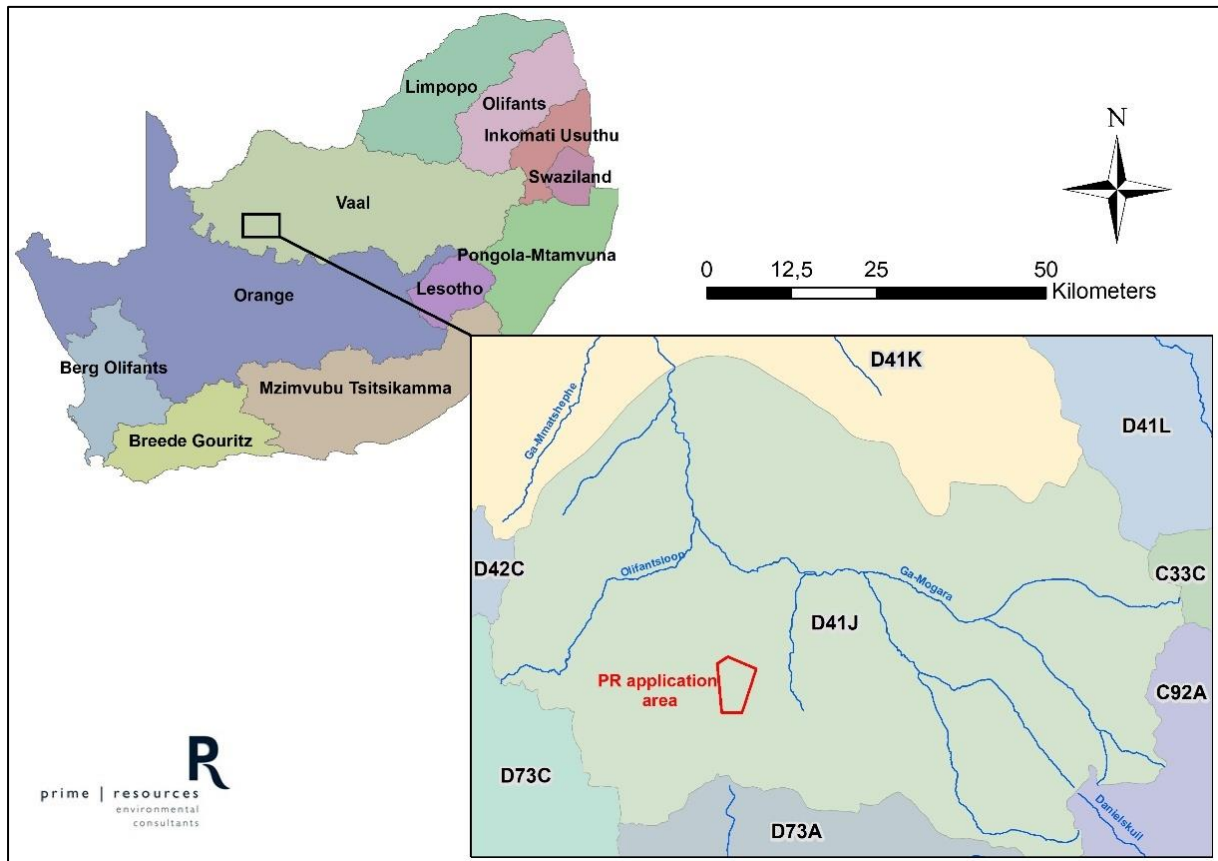 Limpopo
Olifants
Inkomati Usuthu
Swaziland
Vaal
Pongola-Mtamvuna
Lesotho
Orange
Berg Olifants
Mzimvubu Tsitsikamma
Breede Gouritz
N
0 12,5 25 50
Kilometers
D41K
Ga-Mmatshephe
D41L
D42C
Olifantsloop
Ga-Mogara
C33C
D41J
PR application
area
C92A
D73C
D73A
Danielskuil
R
prime | resources
environmental
consultants